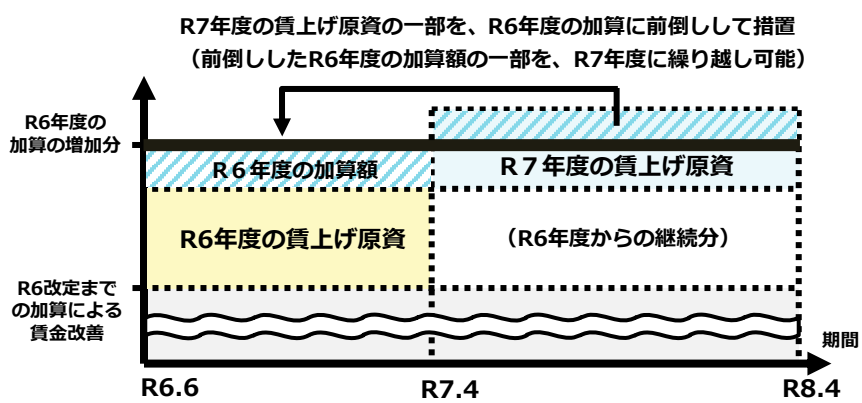 R7年度の賃上げ原資の一部を、R6年度の加算に前倒しして措置
（前倒ししたR6年度の加算額の一部を、R7年度に繰り越し可能）
R6年度の
加算の増加分
R６年度の加算額
R７年度の賃上げ原資
R6年度の賃上げ原資
（R6年度からの継続分）
R6改定まで
の加算による
賃金改善
期間
R6.6
R7.4
R8.4